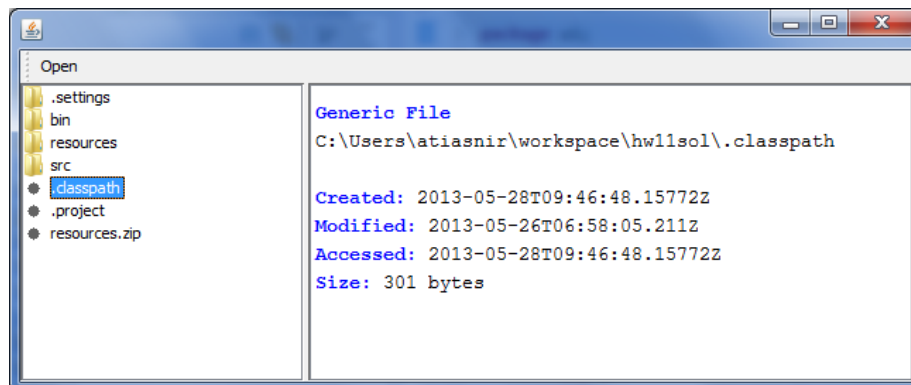 Open
.settings
bin
resources
src
.classpath
.project
resources.zip
Generic File
C:\Users\atiasnir\workspace\hw11sol\.classpath
Created: 2013-05-28T09:46:48.15772Z
Modified: 2013-05-26T06:58:05.211Z
Accessed: 2013-05-28T09:46:48.15772Z
Size: 301 bytes